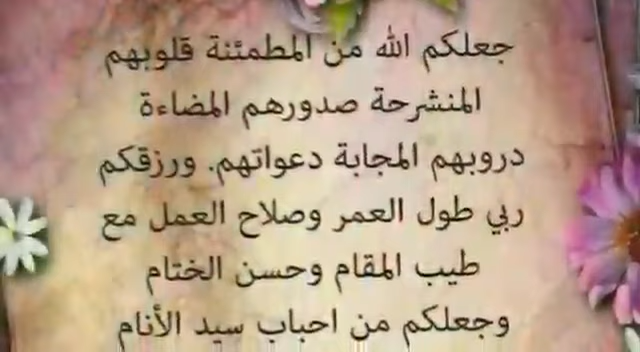 جعلكم الله من المطمئنة قلوبهم
المنشرحة صدورهم المضاءة
دروبهم المجابة دعواتهم. ورزقكم
ربي طول العمر وصلاح العمل مع
طيب المقام وحسن الختام
وجعلكم من احباب سيد الأنام